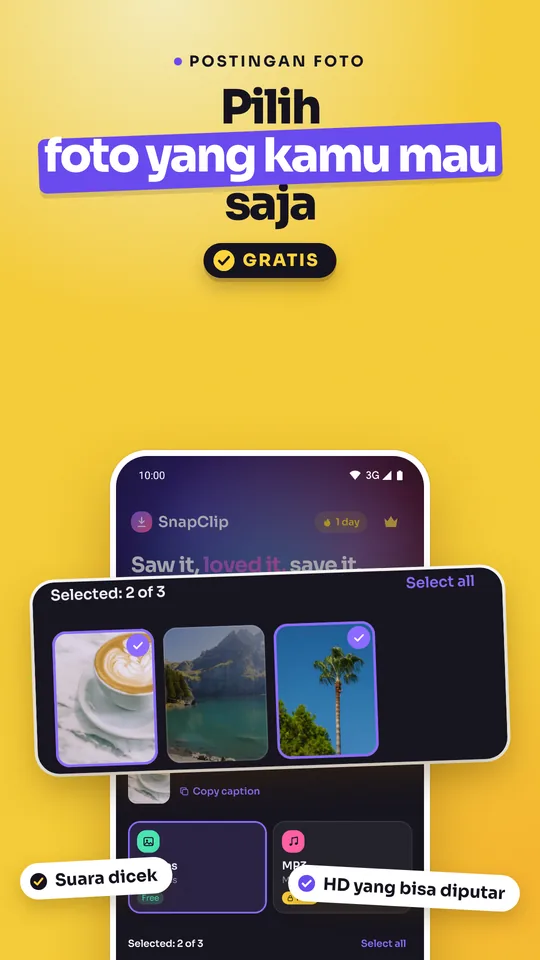 POSTINGAN FOTO
Pilih
foto yang kamu mau
saja
GRATIS
10:00
3G
SnapClip
1 day
Saw it, loved it, save it.
Selected: 2 of 3
Select all
Copy caption
MP3
Free
Suara dicek
HD yang bisa diputar
Selected: 2 of 3
Select all